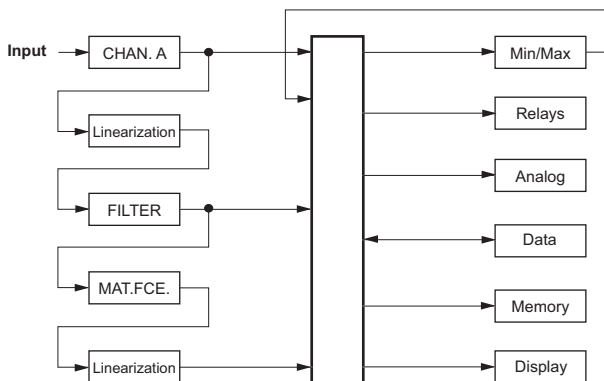 Input
CHAN. A
Linearization
FILTER
MAT.FCE.
Linearization
Min/Max
Relays
Analog
Data
Memory
Display